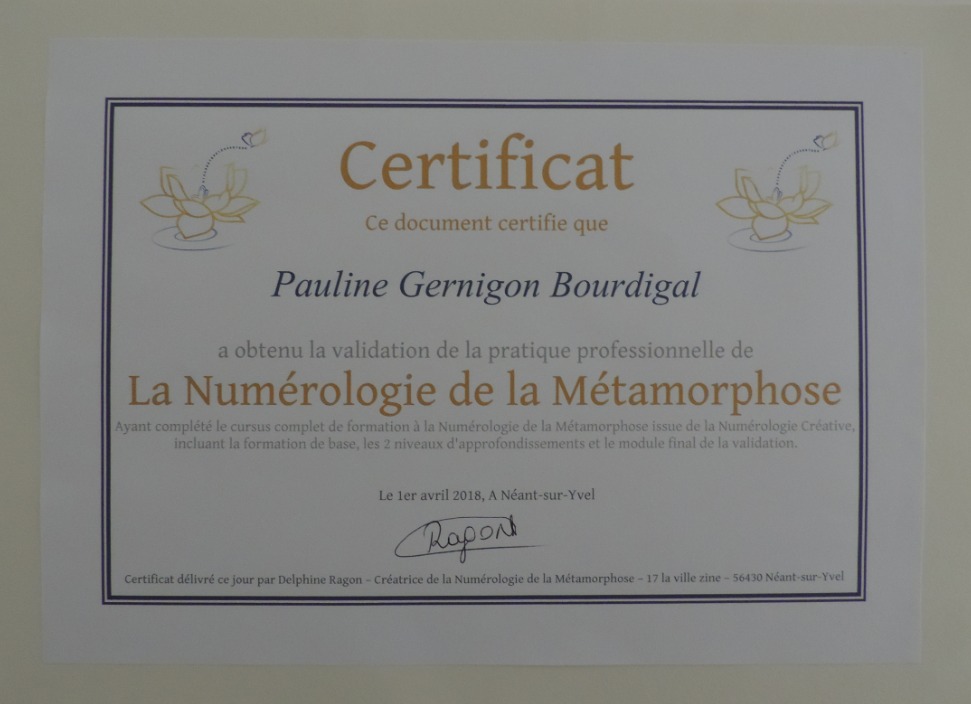 Certificat
Ce document certifie que
Pauline Gernigon Bourdigal
a obtenu la validation de la pratique professionnelle de
La Numérologie de la Métamorphose
Ayant complété le cursus complet de formation à la Numérologie de la Métamorphose issue de la Numérologie Créative,
incluant la formation de base, les 2 niveaux d'approfondissements et le module final de la validation.
Le 1er avril 2018, A Néant-sur-Yvel
Ragon
Certificat délivré ce jour par Delphine Ragon – Créatrice de la Numérologie de la Métamorphose – 17 la ville zine – 56430 Néant-sur-Yvel